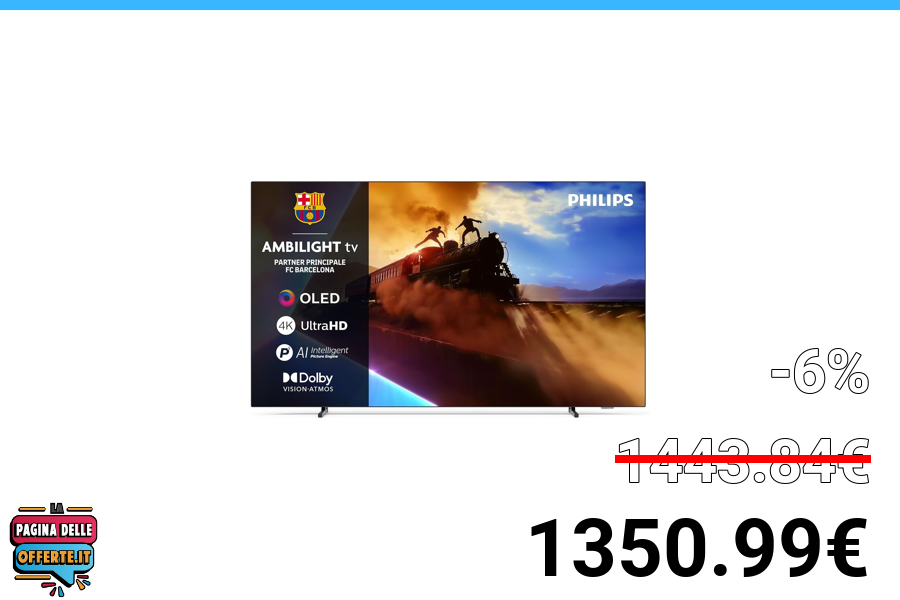 PHILIPS
FCB
AMBILIGHT tv
PARTNER PRINCIPALE
FC BARCELONA
OLED
4K UltraHD
P AI Intelligent
Picture Engine
Dolby
VISION·ATMOS
-6%
1443.84€
1350.99€
LA
PAGINA DELLE
OFFERTE.IT